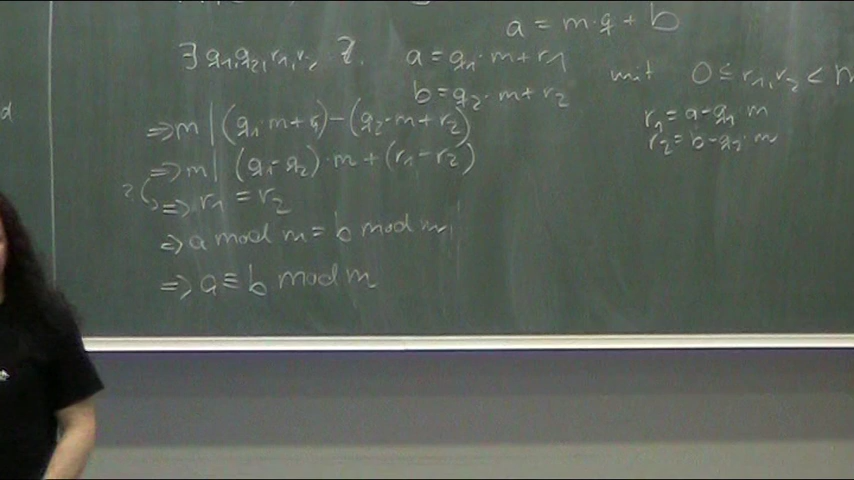 a = m·q + b
∃ q₁,q₂,r₁,r₂ ℤ. a = q₁·m+r₁
b = q₂·m+r₂
mit 0 ≤ r₁,r₂ < m
r₁ = a-q₁·m
r₂ = b-q₂·m
⇒ m | (q₁·m+r₁)-(q₂·m+r₂)
⇒ m | (q₁-q₂)·m+(r₁-r₂)
? ⇒ r₁ = r₂
⇒ a mod m = b mod m
⇒ a ≡ b mod m